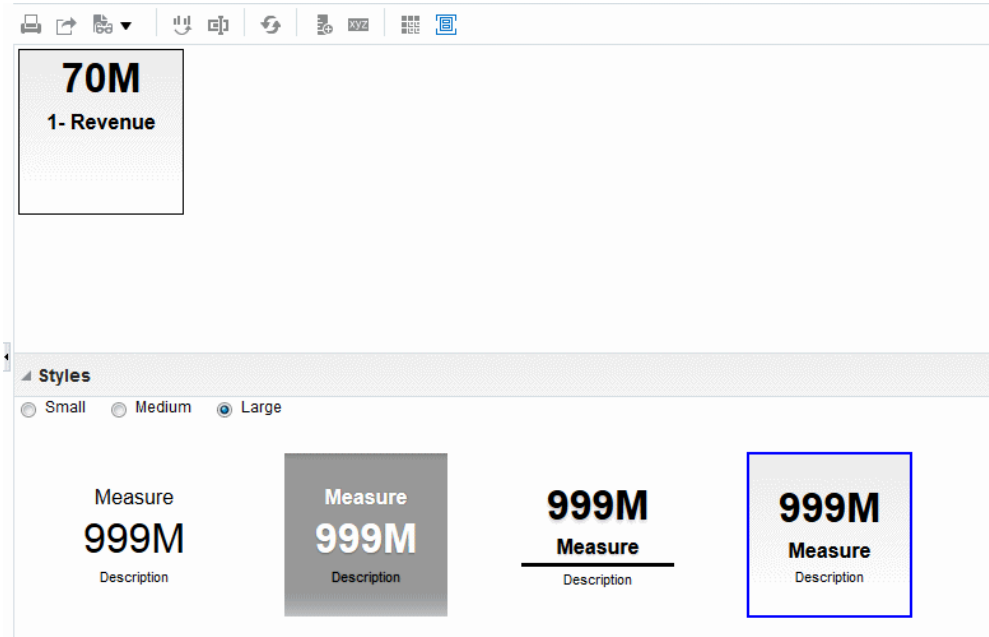 xyz
70M
1- Revenue
Styles
Small Medium Large
Measure
999M
Description
Measure
999M
Description
999M
Measure
Description
999M
Measure
Description